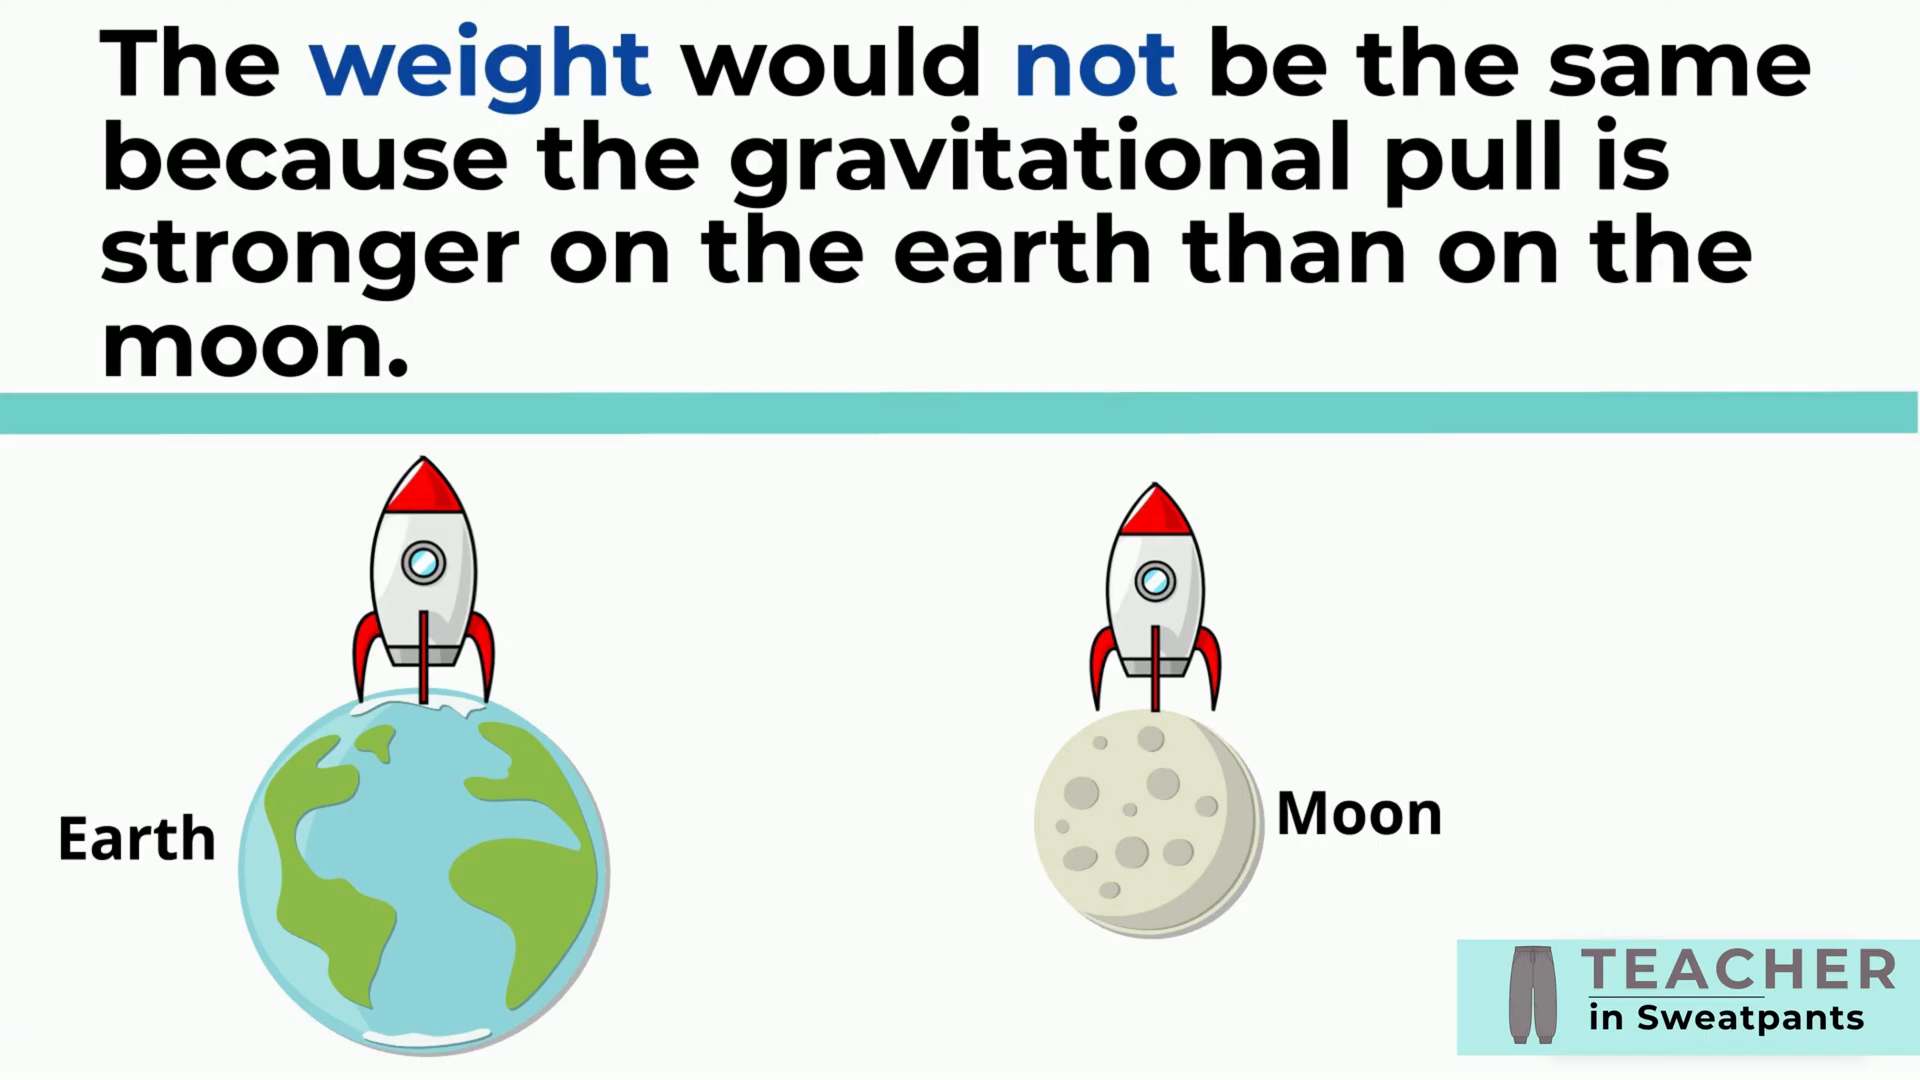 The weight would not be the same
because the gravitational pull is
stronger on the earth than on the
moon.
Earth
Moon
TEACHER
in Sweatpants